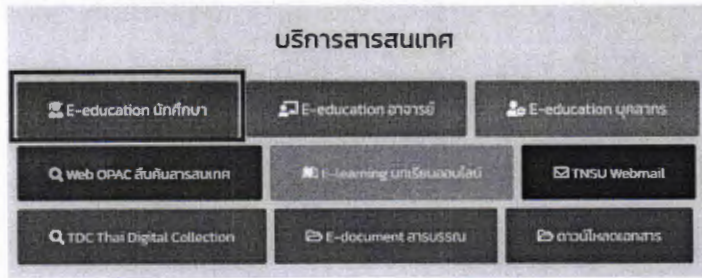 บริการสารสนเทศ
E-education นักศึกษา
E-education อาจารย์
E-education บุคลากร
Web OPAC สืบค้นสารสนเทศ
E-learning บทเรียนออนไลน์
TNSU Webmail
TDC Thai Digital Collection
E-document สารบรรณ
ดาวน์โหลดเอกสาร